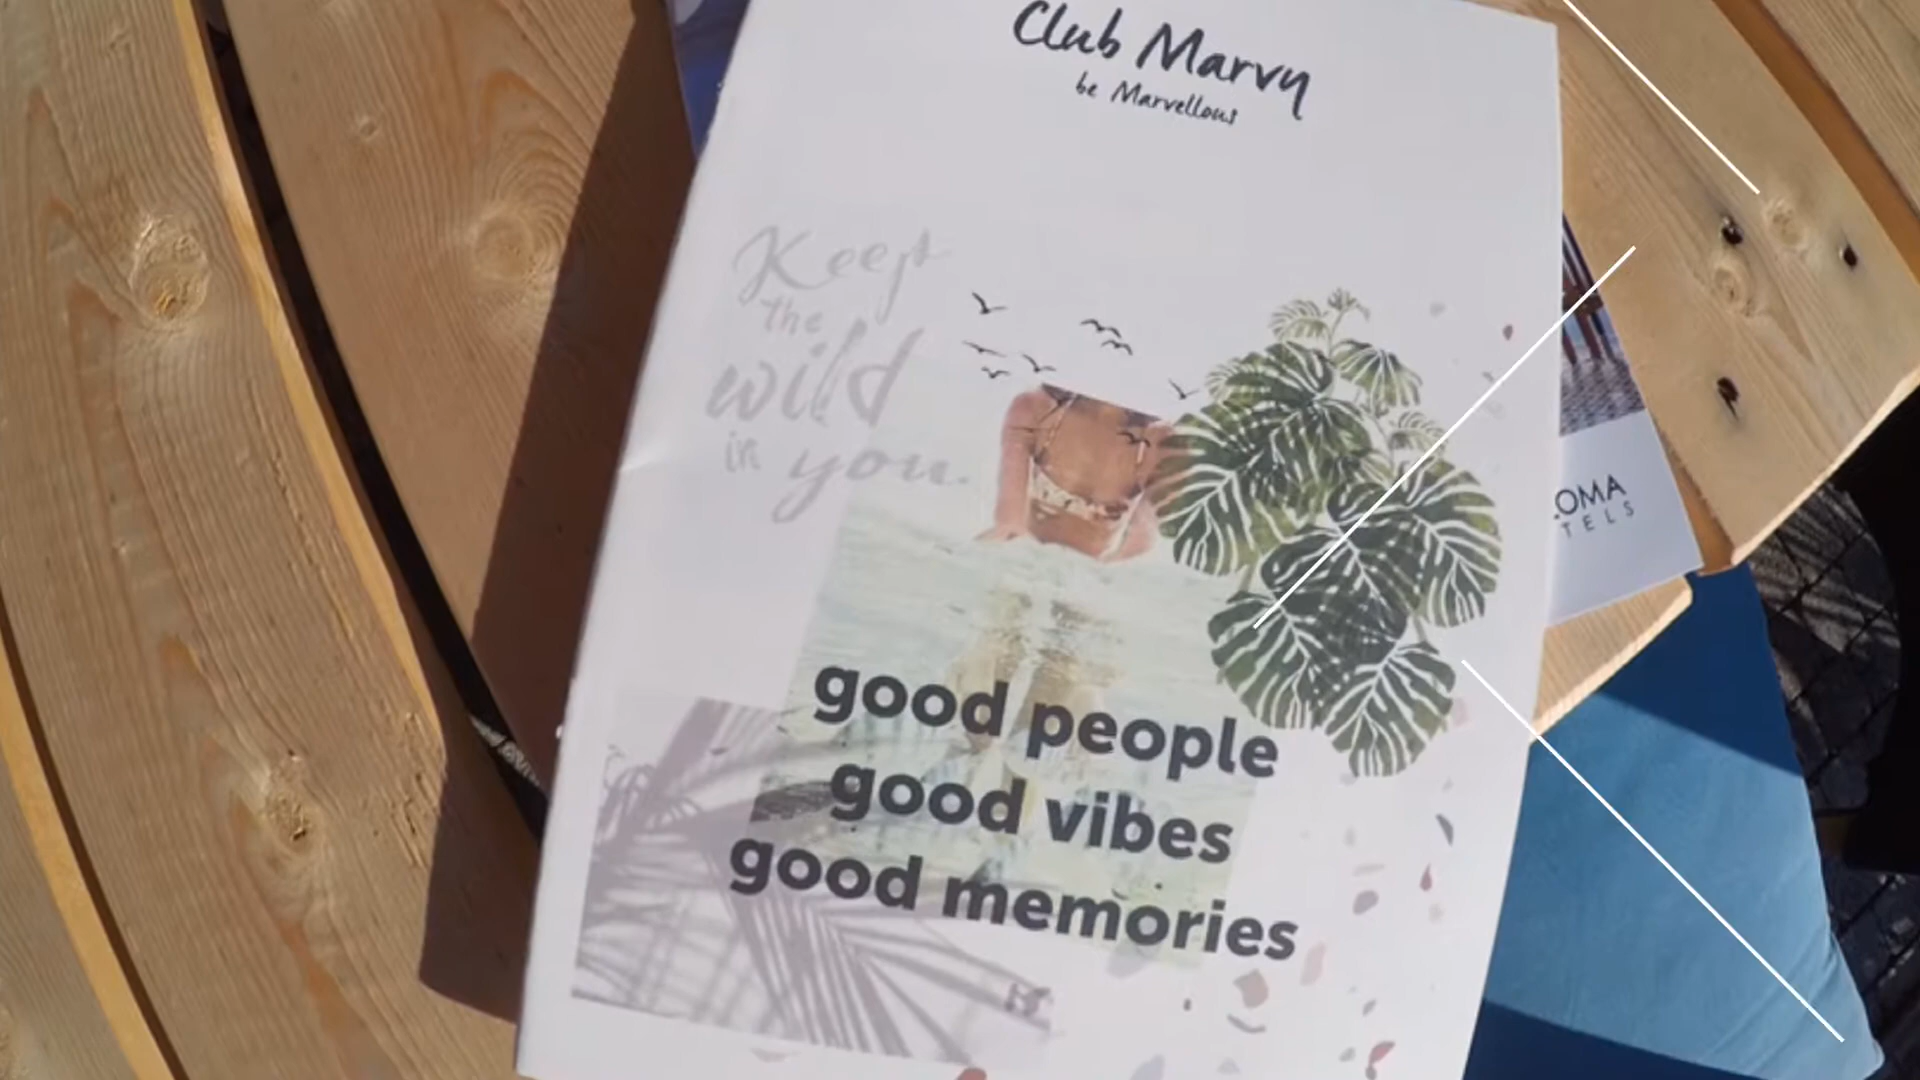 Club Marvy
be Marvellous
Keep
the
wild
in you.
OMA
TELS
good people
good vibes
good memories